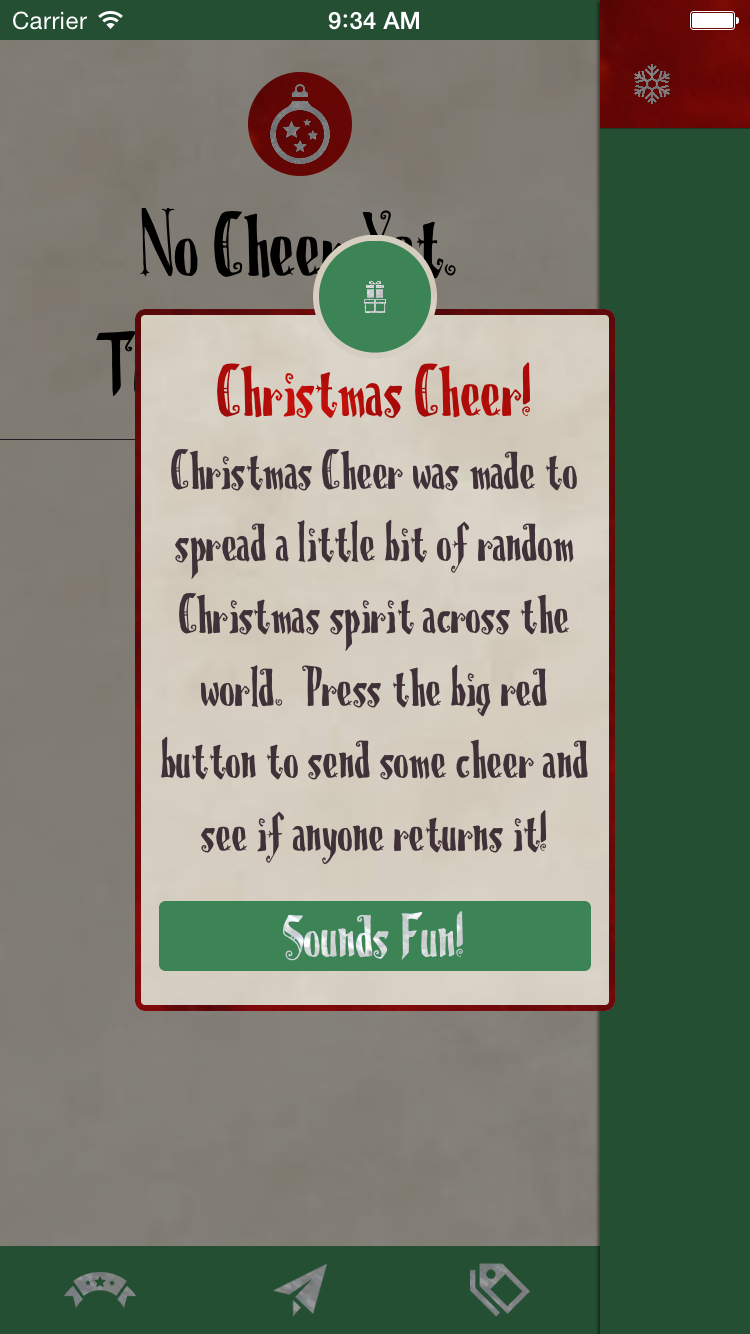 Carrier 9:34 AM
No Cheer Yet.
Christmas Cheer!
Christmas Cheer was made to
spread a little bit of random
Christmas spirit across the
world. Press the big red
button to send some cheer and
see if anyone returns it!
Sounds Fun!